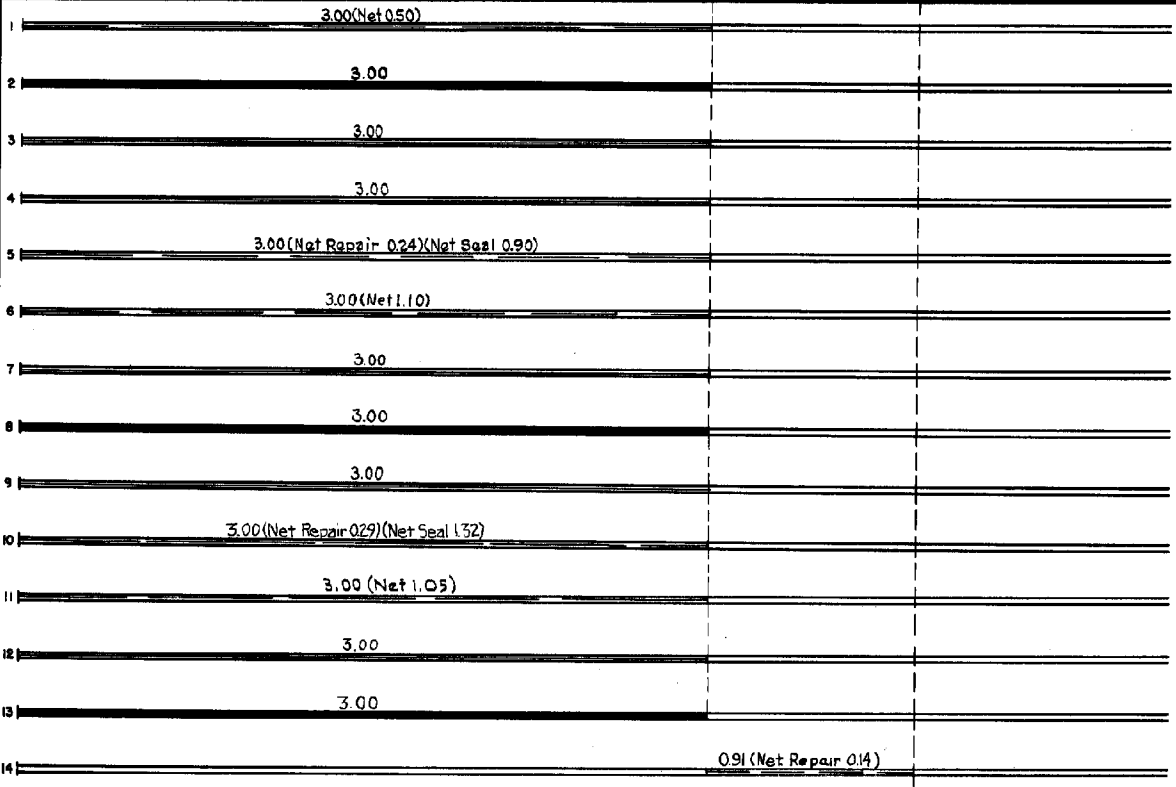 1 3.00(Net 0.50)
2 3.00
3 3.00
4 3.00
5 3.00(Net Repair 0.24)(Net Seal 0.90)
6 3.00(Net 1.10)
7 3.00
8 3.00
9 3.00
10 3.00(Net Repair 0.29)(Net Seal 1.32)
11 3.00 (Net 1.05)
12 3.00
13 3.00
14 0.91 (Net Repair 0.14)